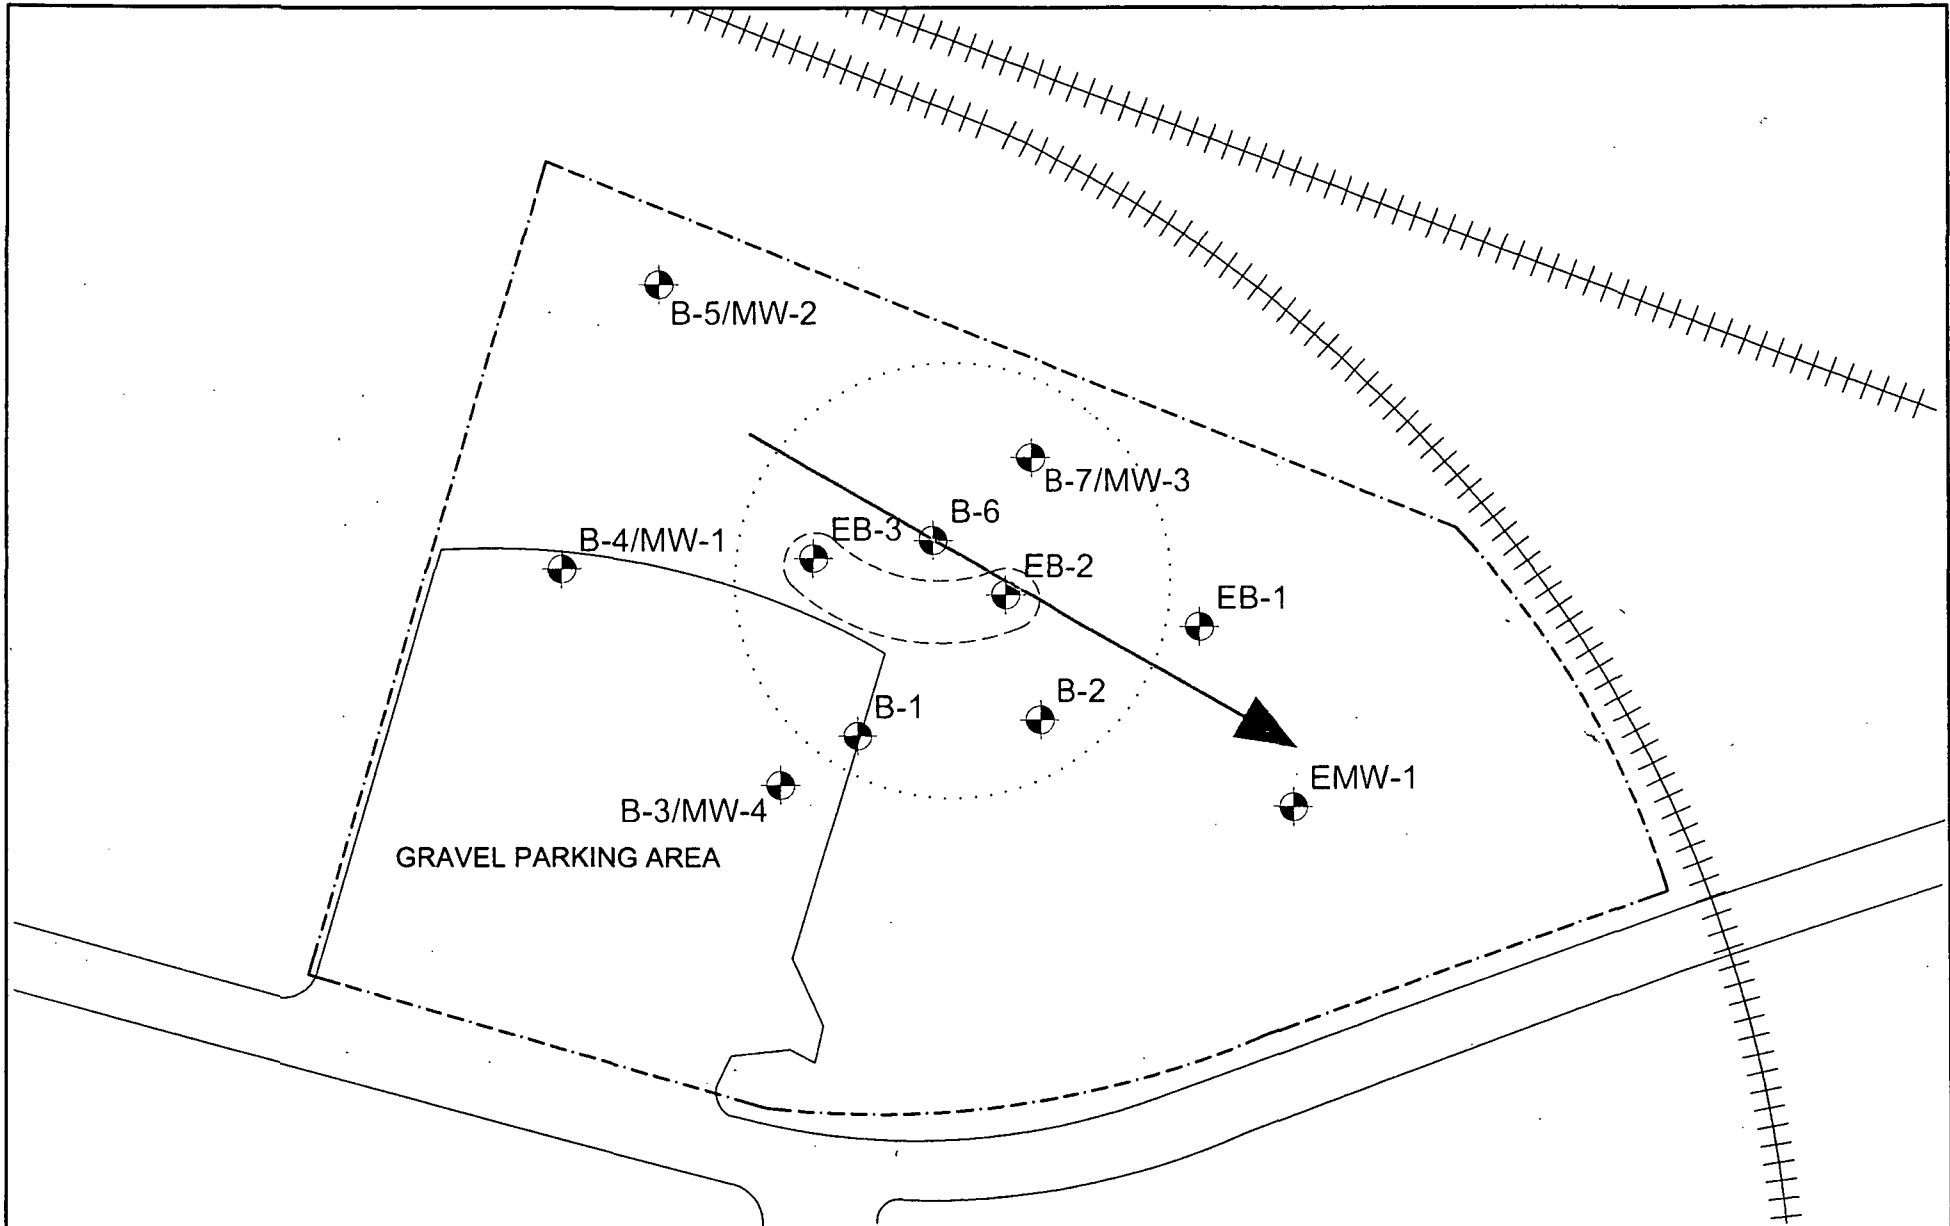 B-5/MW-2
B-7/MW-3
B-6
EB-3
B-4/MW-1
EB-2
EB-1
B-2
B-1
EMW-1
B-3/MW-4
GRAVEL PARKING AREA